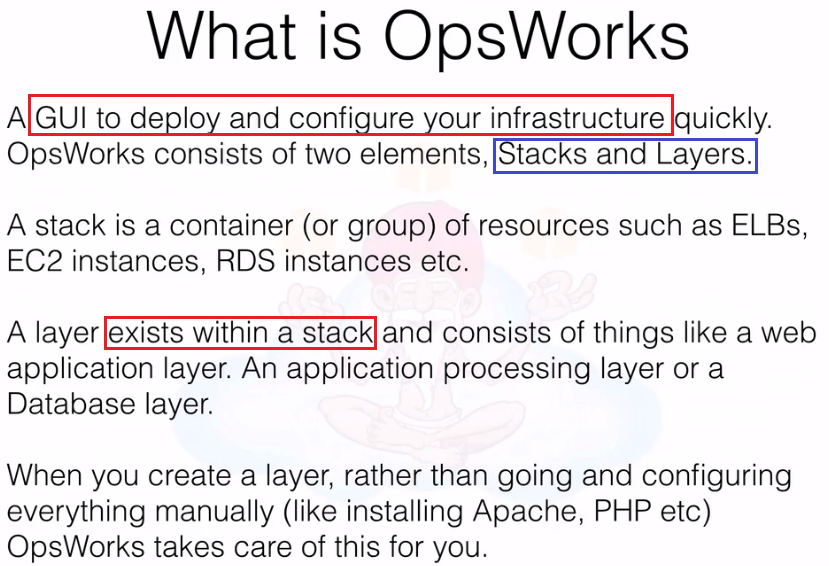 What is OpsWorks
A GUI to deploy and configure your infrastructure quickly.
OpsWorks consists of two elements, Stacks and Layers.
A stack is a container (or group) of resources such as ELBs,
EC2 instances, RDS instances etc.
A layer exists within a stack and consists of things like a web
application layer. An application processing layer or a
Database layer.
When you create a layer, rather than going and configuring
everything manually (like installing Apache, PHP etc)
OpsWorks takes care of this for you.